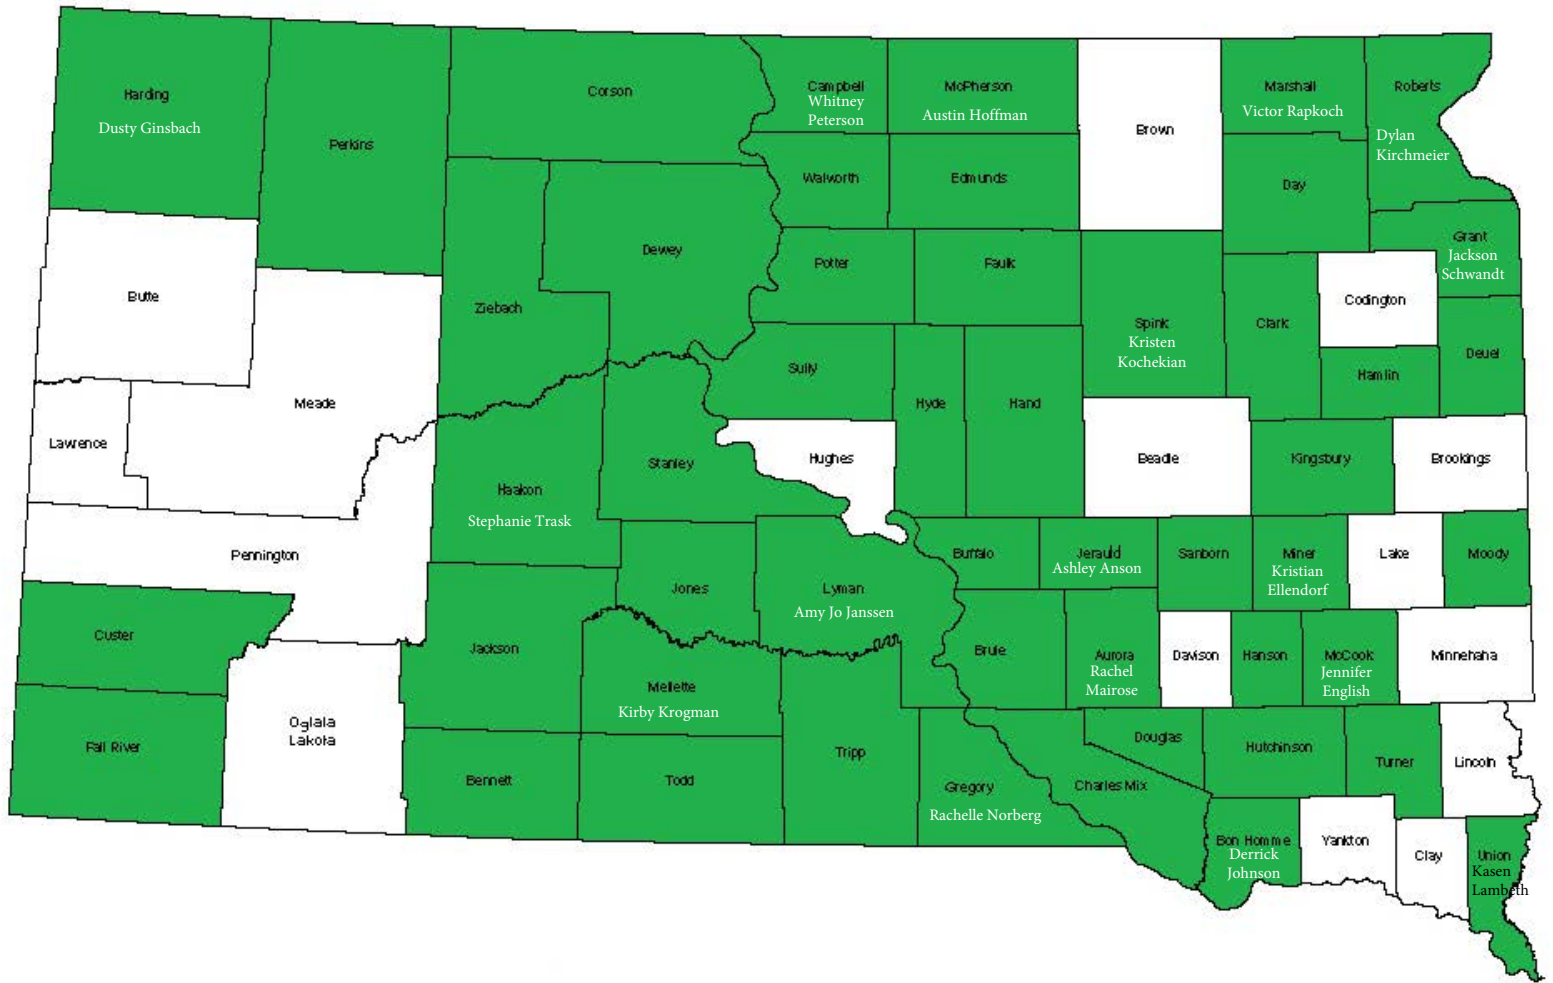 Harding
Dusty Ginsbach
Perkins
Corson
Campbell
Whitney
Peterson
McPherson
Austin Hoffman
Brown
Marshall
Victor Rapkoch
Roberts
Dylan
Kirchmeier
Walworth
Edmunds
Day
Butte
Meade
Ziebach
Dewey
Potter
Faulk
Spink
Kristen
Kochekian
Clark
Codington
Grant
Jackson
Schwandt
Deuel
Hamlin
Lawrence
Haakon
Stephanie Trask
Stanley
Sully
Hughes
Hyde
Hand
Beadle
Kingsbury
Brookings
Pennington
Jones
Lyman
Amy Jo Janssen
Buffalo
Jerauld
Ashley Anson
Sanborn
Miner
Kristian
Ellendorf
Lake
Moody
Custer
Jackson
Mellette
Kirby Krogman
Brule
Aurora
Rachel
Mairose
Davison
Hanson
McCook
Jennifer
English
Minnehaha
Fall River
Oglala
Lakota
Bennett
Todd
Tripp
Gregory
Rachelle Norberg
Charles Mix
Douglas
Hutchinson
Turner
Lincoln
Bon Homme
Derrick
Johnson
Yankton
Clay
Union
Kasen
Lambeth